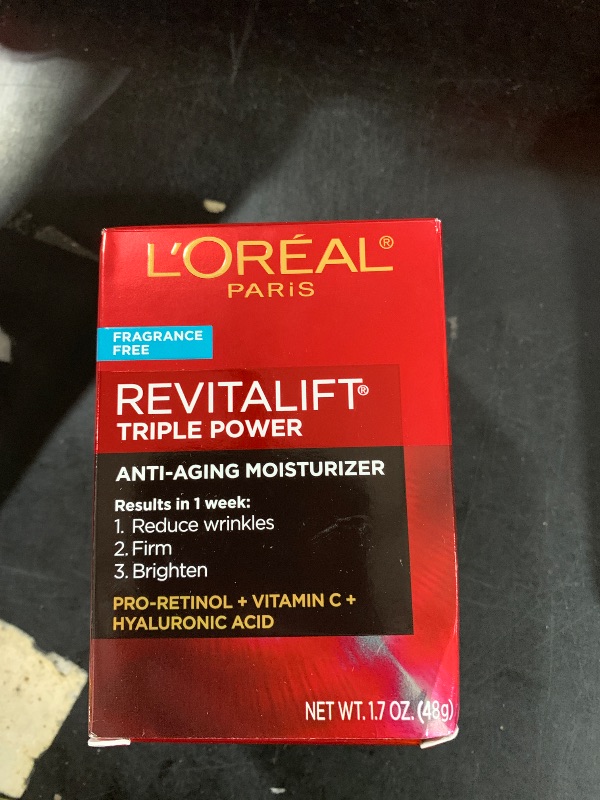 L'ORÉAL®
PARiS
FRAGRANCE
FREE
REVITALIFT®
TRIPLE POWER
ANTI-AGING MOISTURIZER
Results in 1 week:
1. Reduce wrinkles
2. Firm
3. Brighten
PRO-RETINOL + VITAMIN C +
HYALURONIC ACID
NET WT. 1.7 OZ. (48g)